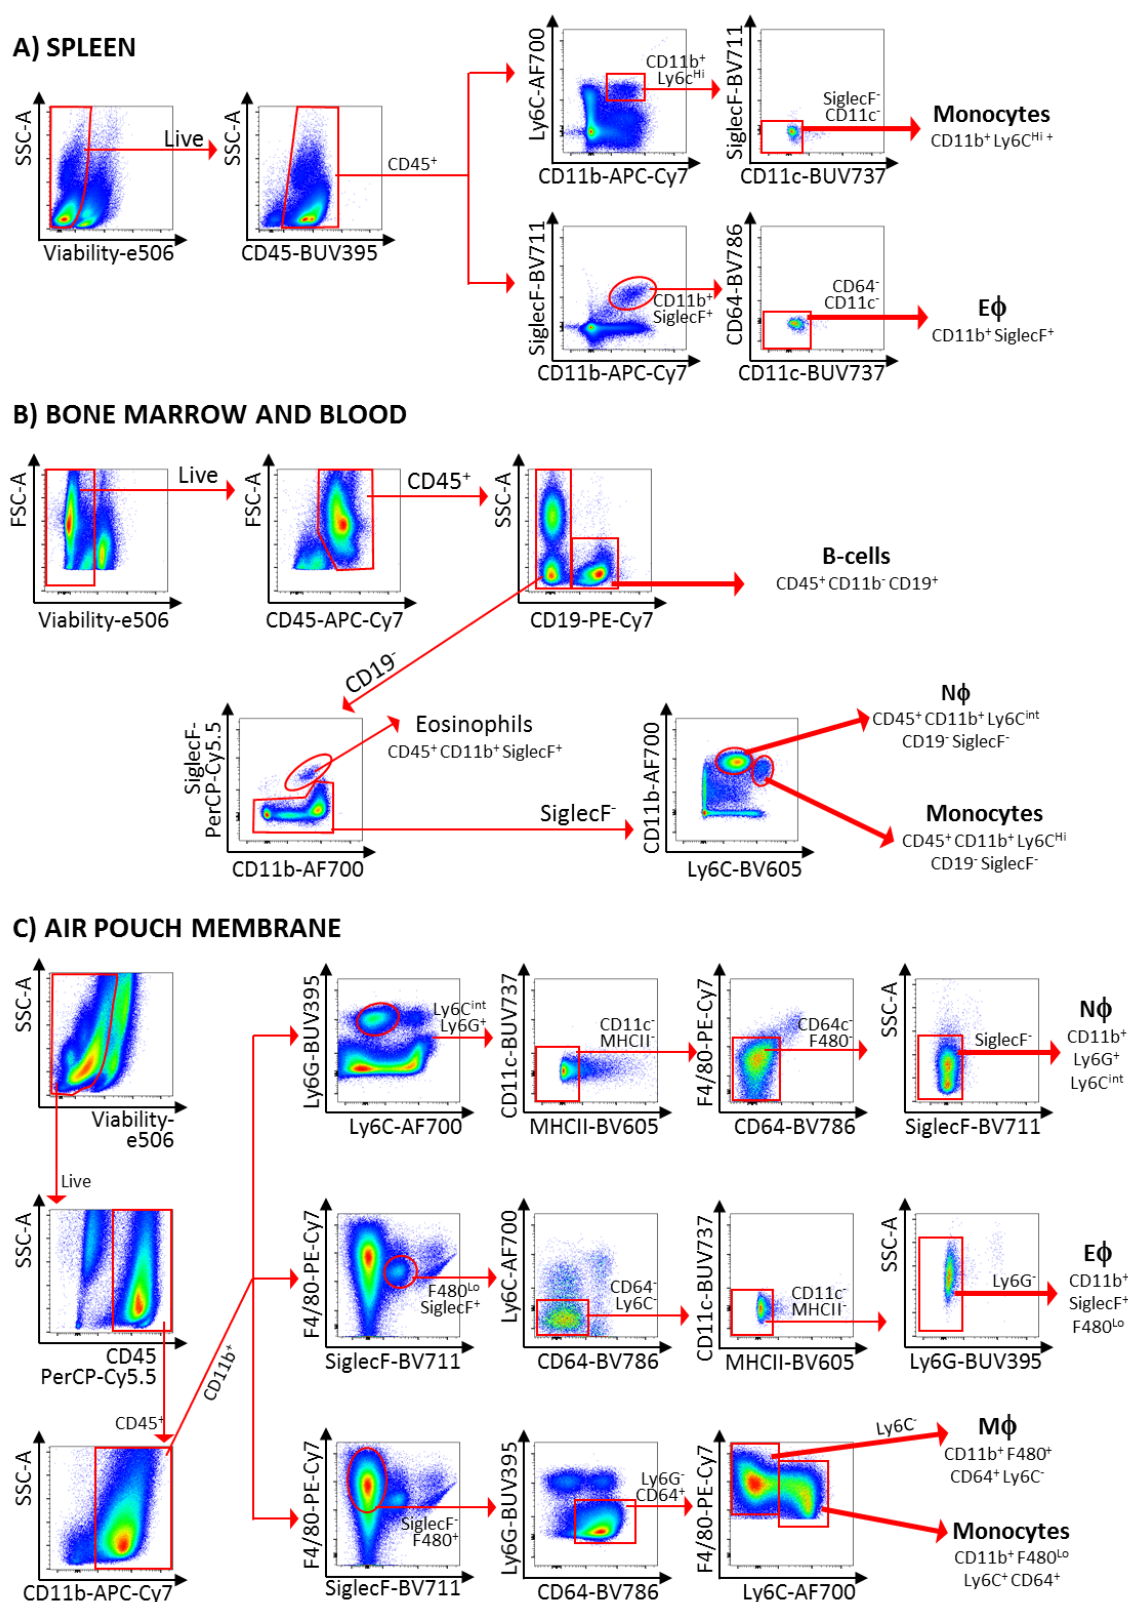 A) SPLEEN
SSC-A
Viability-e506
Live
SSC-A
CD45-BUV395
CD45⁺
Ly6C-AF700
CD11b⁺
Ly6cᴴⁱ
CD11b-APC-Cy7
SiglecF-BV711
SiglecF⁻
CD11c⁻
CD11c-BUV737
Monocytes
CD11b⁺ Ly6Cᴴⁱ ⁺
SiglecF-BV711
CD11b⁺
SiglecF⁺
CD11b-APC-Cy7
CD64-BV786
CD64⁻
CD11c⁻
CD11c-BUV737
Eϕ
CD11b⁺ SiglecF⁺
B) BONE MARROW AND BLOOD
FSC-A
Viability-e506
Live
FSC-A
CD45-APC-Cy7
CD45⁺
SSC-A
CD19-PE-Cy7
B-cells
CD45⁺ CD11b⁻ CD19⁺
CD19⁻
SiglecF-
PerCP-Cy5.5
CD11b-AF700
Eosinophils
CD45⁺ CD11b⁺ SiglecF⁺
SiglecF⁻
CD11b-AF700
Ly6C-BV605
Nϕ
CD45⁺ CD11b⁺ Ly6Cⁱⁿᵗ
CD19⁻ SiglecF⁻
Monocytes
CD45⁺ CD11b⁺ Ly6Cᴴⁱ
CD19⁻ SiglecF⁻
C) AIR POUCH MEMBRANE
SSC-A
Viability-
e506
Live
SSC-A
CD45
PerCP-Cy5.5
CD45⁺
SSC-A
CD11b-APC-Cy7
CD11b⁺
Ly6G-BUV395
Ly6Cⁱⁿᵗ
Ly6G⁺
Ly6C-AF700
CD11c-BUV737
CD11c⁻
MHCII⁻
MHCII-BV605
F4/80-PE-Cy7
CD64c⁻
F480⁻
CD64-BV786
SSC-A
SiglecF⁻
SiglecF-BV711
Nϕ
CD11b⁺
Ly6G⁺
Ly6Cⁱⁿᵗ
F4/80-PE-Cy7
F480ᴸᵒ
SiglecF⁺
SiglecF-BV711
Ly6C-AF700
CD64⁻
Ly6C⁻
CD64-BV786
CD11c-BUV737
CD11c⁻
MHCII⁻
MHCII-BV605
SSC-A
Ly6G⁻
Ly6G-BUV395
Eϕ
CD11b⁺
SiglecF⁺
F480ᴸᵒ
F4/80-PE-Cy7
SiglecF⁻
F480⁺
SiglecF-BV711
Ly6G-BUV395
Ly6G⁻
CD64⁺
CD64-BV786
F4/80-PE-Cy7
Ly6C-AF700
Ly6C⁻
Mϕ
CD11b⁺ F480⁺
CD64⁺ Ly6C⁻
Monocytes
CD11b⁺ F480ᴸᵒ
Ly6C⁺ CD64⁺